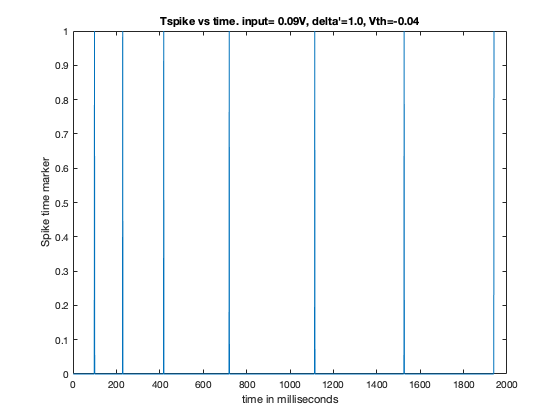 Tspike vs time. input= 0.09V, delta'=1.0, Vth=-0.04
1
0.9
0.8
0.7
0.6
0.5
0.4
0.3
0.2
0.1
0
Spike time marker
0 200 400 600 800 1000 1200 1400 1600 1800 2000
time in milliseconds